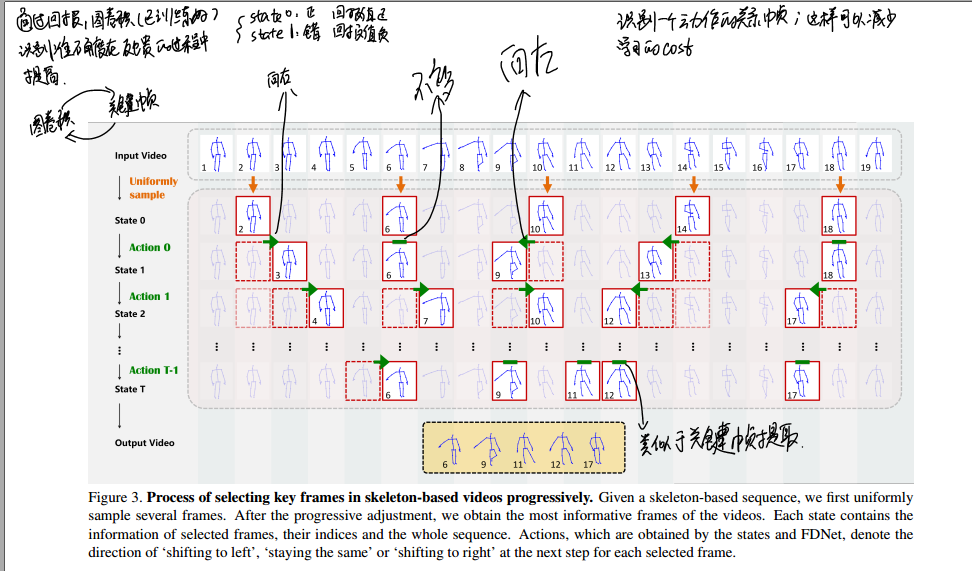 通过回报,图卷积(已训练好) { state 0: 正 回报值正
识别准不准确度在反馈的过程中 { state 1: 错 回报值负
提高.
识别一个动作的关系帧;这样可以减少
学习的cost
图卷积 关键帧
向右
不够
向左
Input Video
1 2 3 4 5 6 7 8 9 10 11 12 13 14 15 16 17 18 19
Uniformly
sample
State 0
2 6 10 14 18
Action 0
State 1
3 6 9 13 18
Action 1
State 2
4 7 10 12 17
Action T-1
State T
6 9 11 12 17
Output Video
6 9 11 12 17
类似于关键帧提取.
Figure 3. Process of selecting key frames in skeleton-based videos progressively. Given a skeleton-based sequence, we first uniformly
sample several frames. After the progressive adjustment, we obtain the most informative frames of the videos. Each state contains the
information of selected frames, their indices and the whole sequence. Actions, which are obtained by the states and FDNet, denote the
direction of ‘shifting to left’, ‘staying the same’ or ‘shifting to right’ at the next step for each selected frame.